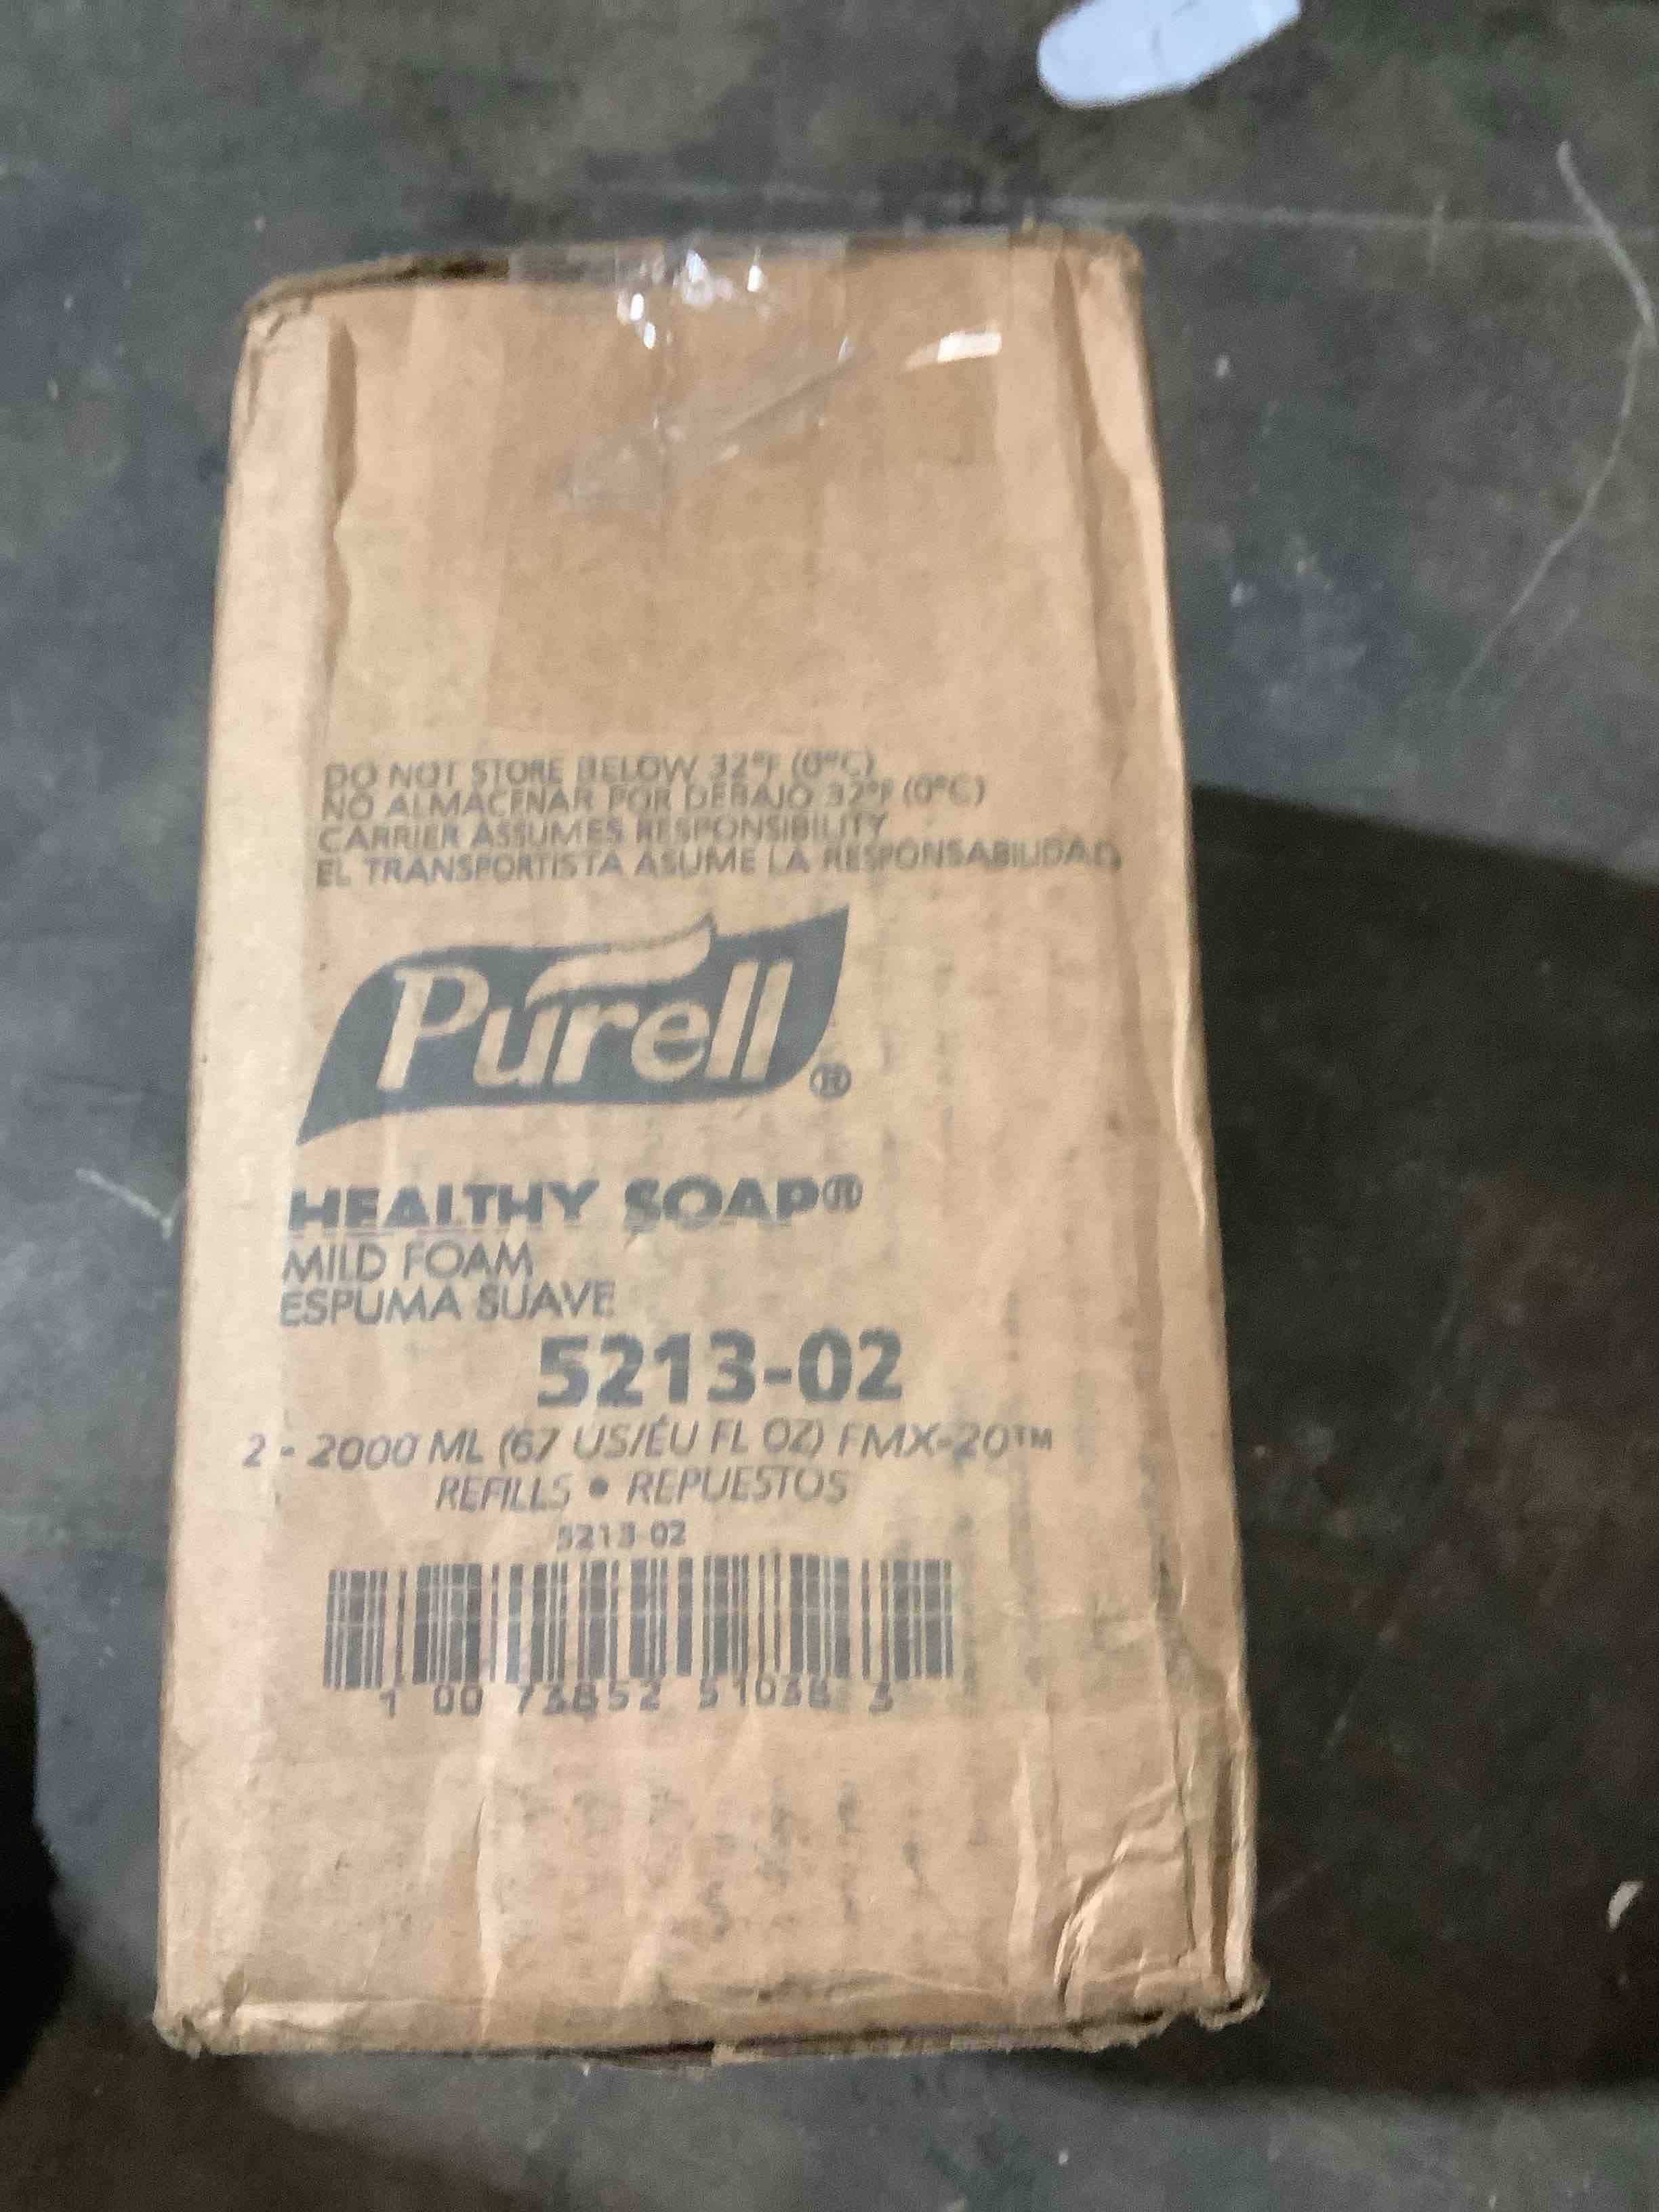 DO NOT STORE BELOW 32°F (0°C)
NO ALMACENAR POR DEBAJO 32°F (0°C)
CARRIER ASSUMES RESPONSIBILITY
EL TRANSPORTISTA ASUME LA RESPONSABILIDAD
Purell®
HEALTHY SOAP®
MILD FOAM
ESPUMA SUAVE
5213-02
2 - 2000 ML (67 US/ÉU FL OZ) FMX-20™
REFILLS • REPUESTOS
5213-02
1 00 73852 51038 3